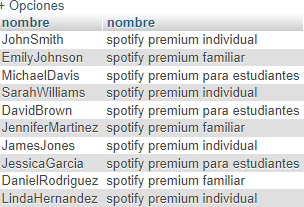 + Opciones
nombre nombre
JohnSmith spotify premium individual
EmilyJohnson spotify premium familiar
MichaelDavis spotify premium para estudiantes
SarahWilliams spotify premium individual
DavidBrown spotify premium para estudiantes
JenniferMartinez spotify premium familiar
JamesJones spotify premium individual
JessicaGarcia spotify premium para estudiantes
DanielRodriguez spotify premium familiar
LindaHernandez spotify premium individual